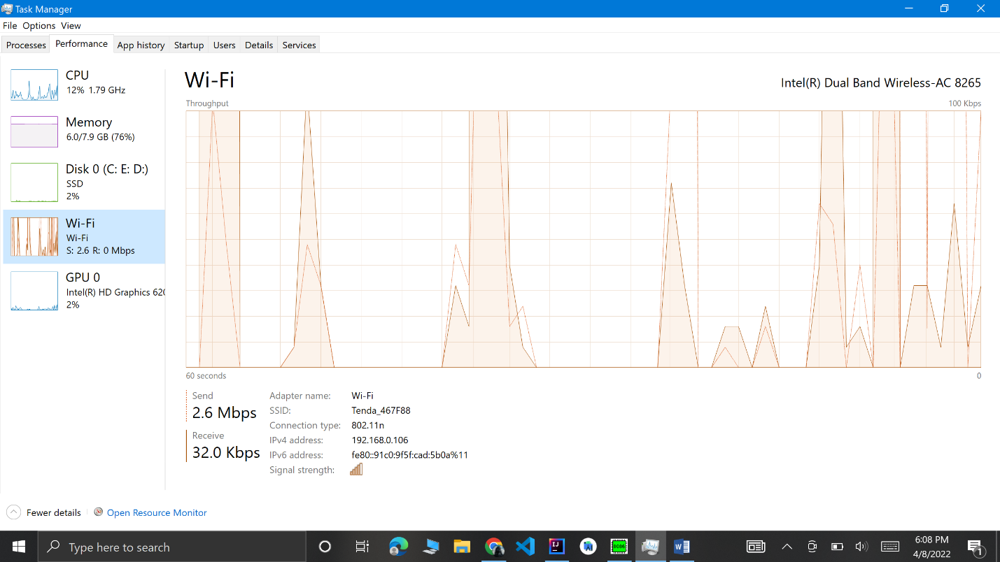 Task Manager
File Options View
Processes Performance App history Startup Users Details Services
CPU
12% 1.79 GHz
Memory
6.0/7.9 GB (76%)
Disk 0 (C: E: D:)
SSD
2%
Wi-Fi
Wi-Fi
S: 2.6 R: 0 Mbps
GPU 0
Intel(R) HD Graphics 620
2%
Wi-Fi
Intel(R) Dual Band Wireless-AC 8265
Throughput
100 Kbps
60 seconds
0
Send
2.6 Mbps
Receive
32.0 Kbps
Adapter name: Wi-Fi
SSID: Tenda_467F88
Connection type: 802.11n
IPv4 address: 192.168.0.106
IPv6 address: fe80::91c0:9f5f:cad:5b0a%11
Signal strength:
Fewer details
Open Resource Monitor
Type here to search
IJ
8086
W
6:08 PM
4/8/2022
1